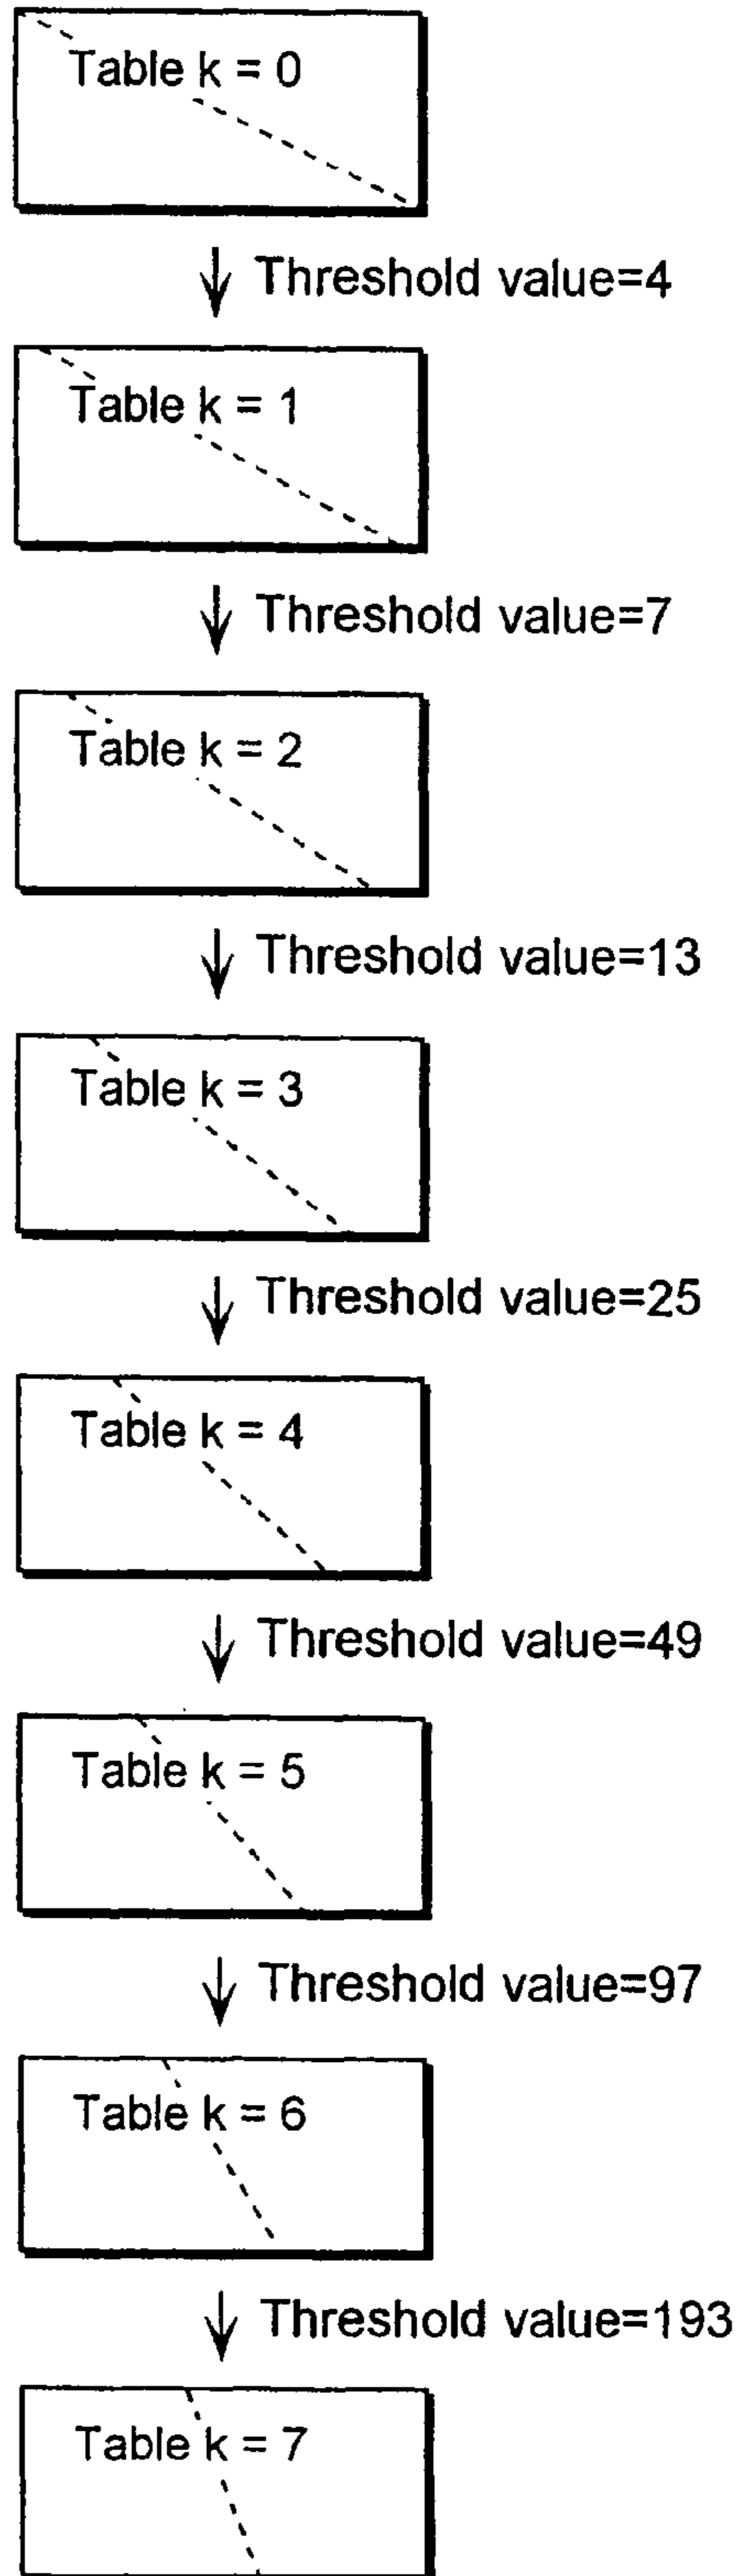 Table k = 0
Threshold value=4
Table k = 1
Threshold value=7
Table k = 2
Threshold value=13
Table k = 3
Threshold value=25
Table k = 4
Threshold value=49
Table k = 5
Threshold value=97
Table k = 6
Threshold value=193
Table k = 7